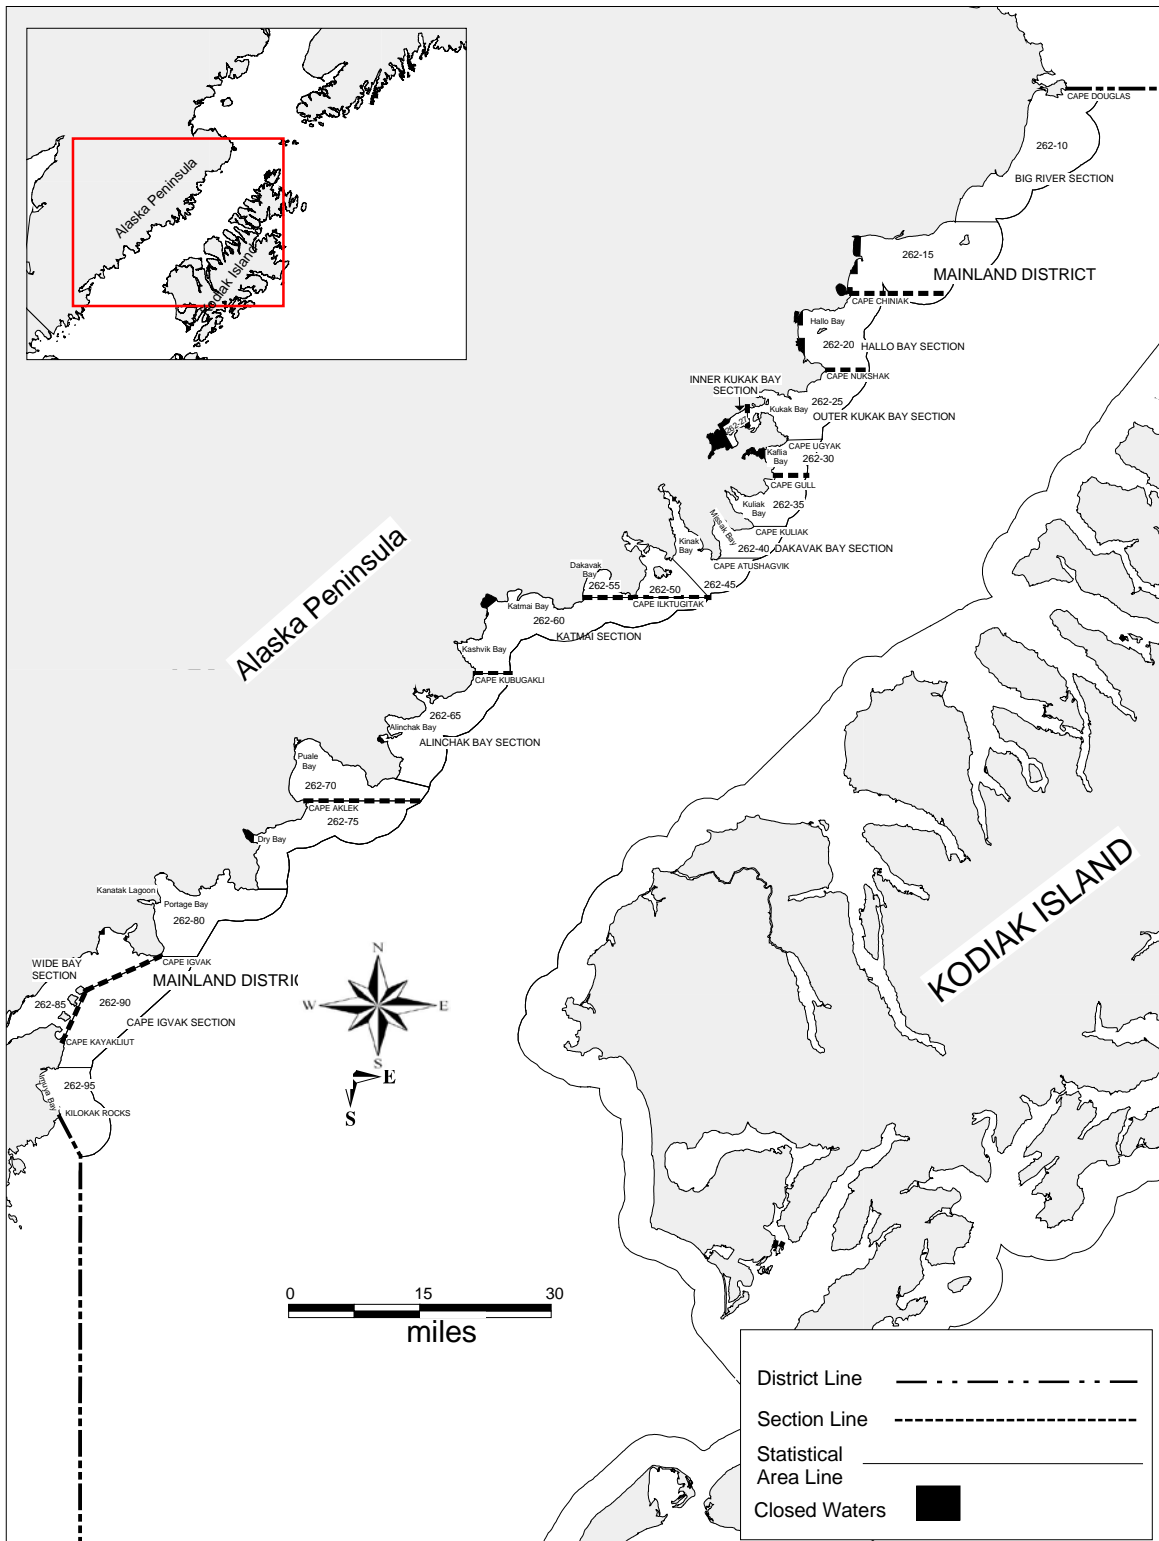 Alaska Peninsula
Kodiak Island
CAPE DOUGLAS
262-10
BIG RIVER SECTION
262-15
MAINLAND DISTRICT
CAPE CHINIAK
Hallo Bay
262-20
HALLO BAY SECTION
CAPE NUKSHAK
INNER KUKAK BAY
SECTION
262-25
Kukak Bay
OUTER KUKAK BAY SECTION
262-27
CAPE UGYAK
Kaflia
Bay
262-30
CAPE GULL
Kuliak
Bay
262-35
Missak Bay
CAPE KULIAK
Kinak
Bay
262-40 DAKAVAK BAY SECTION
CAPE ATUSHAGVIK
Dakavak
Bay
262-55
262-50
262-45
CAPE ILKTUGITAK
Katmai Bay
262-60
KATMAI SECTION
Kashvik Bay
CAPE KUBUGAKLI
Alaska Peninsula
262-65
Alinchak Bay
ALINCHAK BAY SECTION
Puale
Bay
262-70
CAPE AKLEK
262-75
Dry Bay
Kanatak Lagoon
Portage Bay
262-80
CAPE IGVAK
WIDE BAY
SECTION
MAINLAND DISTRIC
262-85
262-90
CAPE IGVAK SECTION
CAPE KAYAKLIUT
262-95
KILOKAK ROCKS
KODIAK ISLAND
N
W
E
S
E
S
0 15 30
miles
District Line
Section Line
Statistical
Area Line
Closed Waters